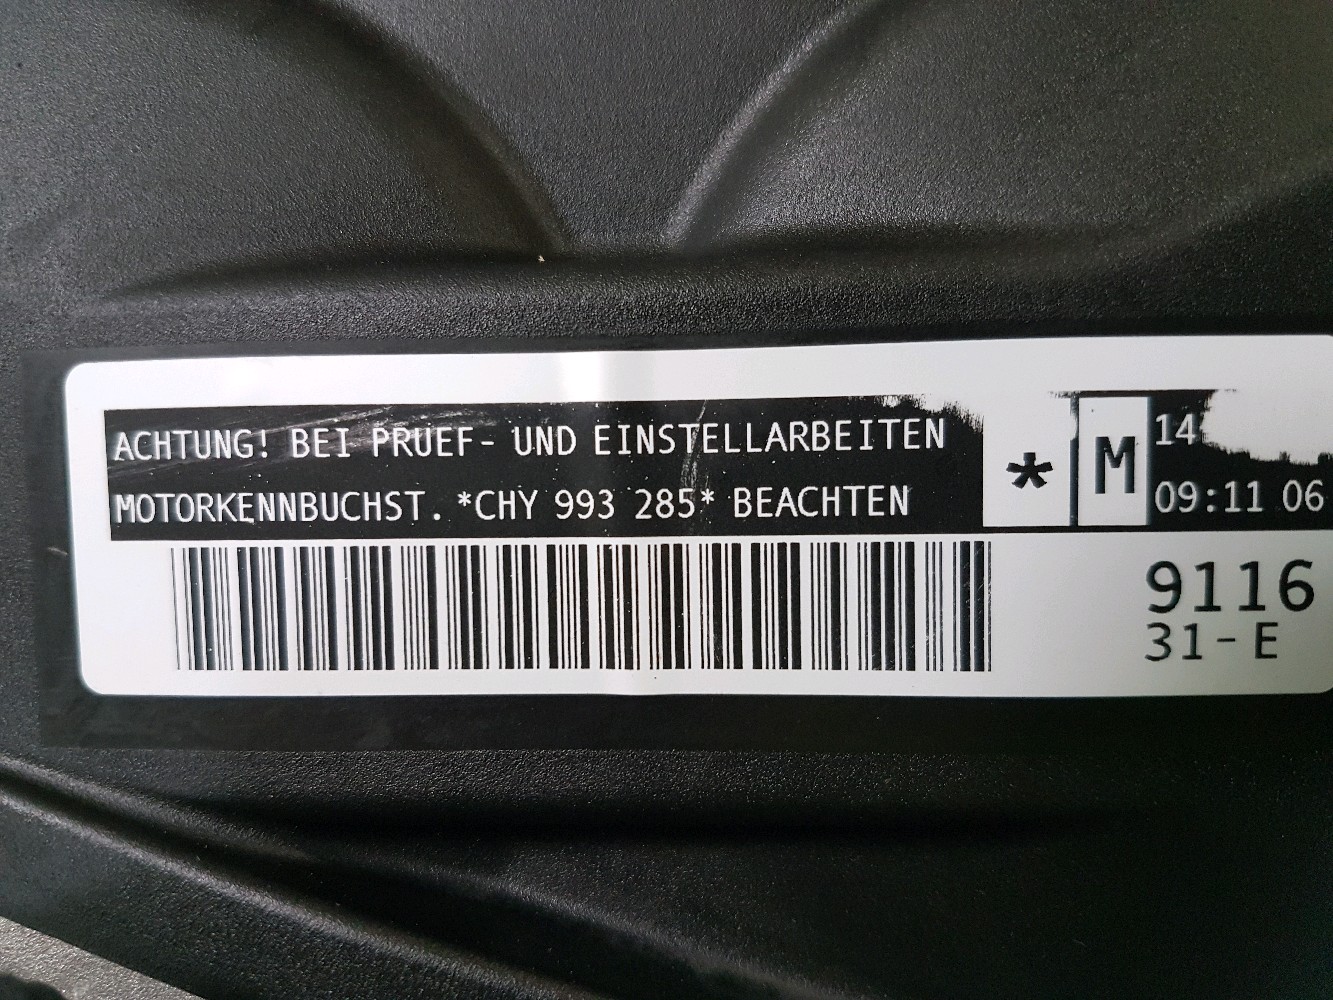 ACHTUNG! BEI PRUEF- UND EINSTELLARBEITEN
MOTORKENNBUCHST. *CHY 993 285* BEACHTEN
* M
14
09:11 06
9116
31-E